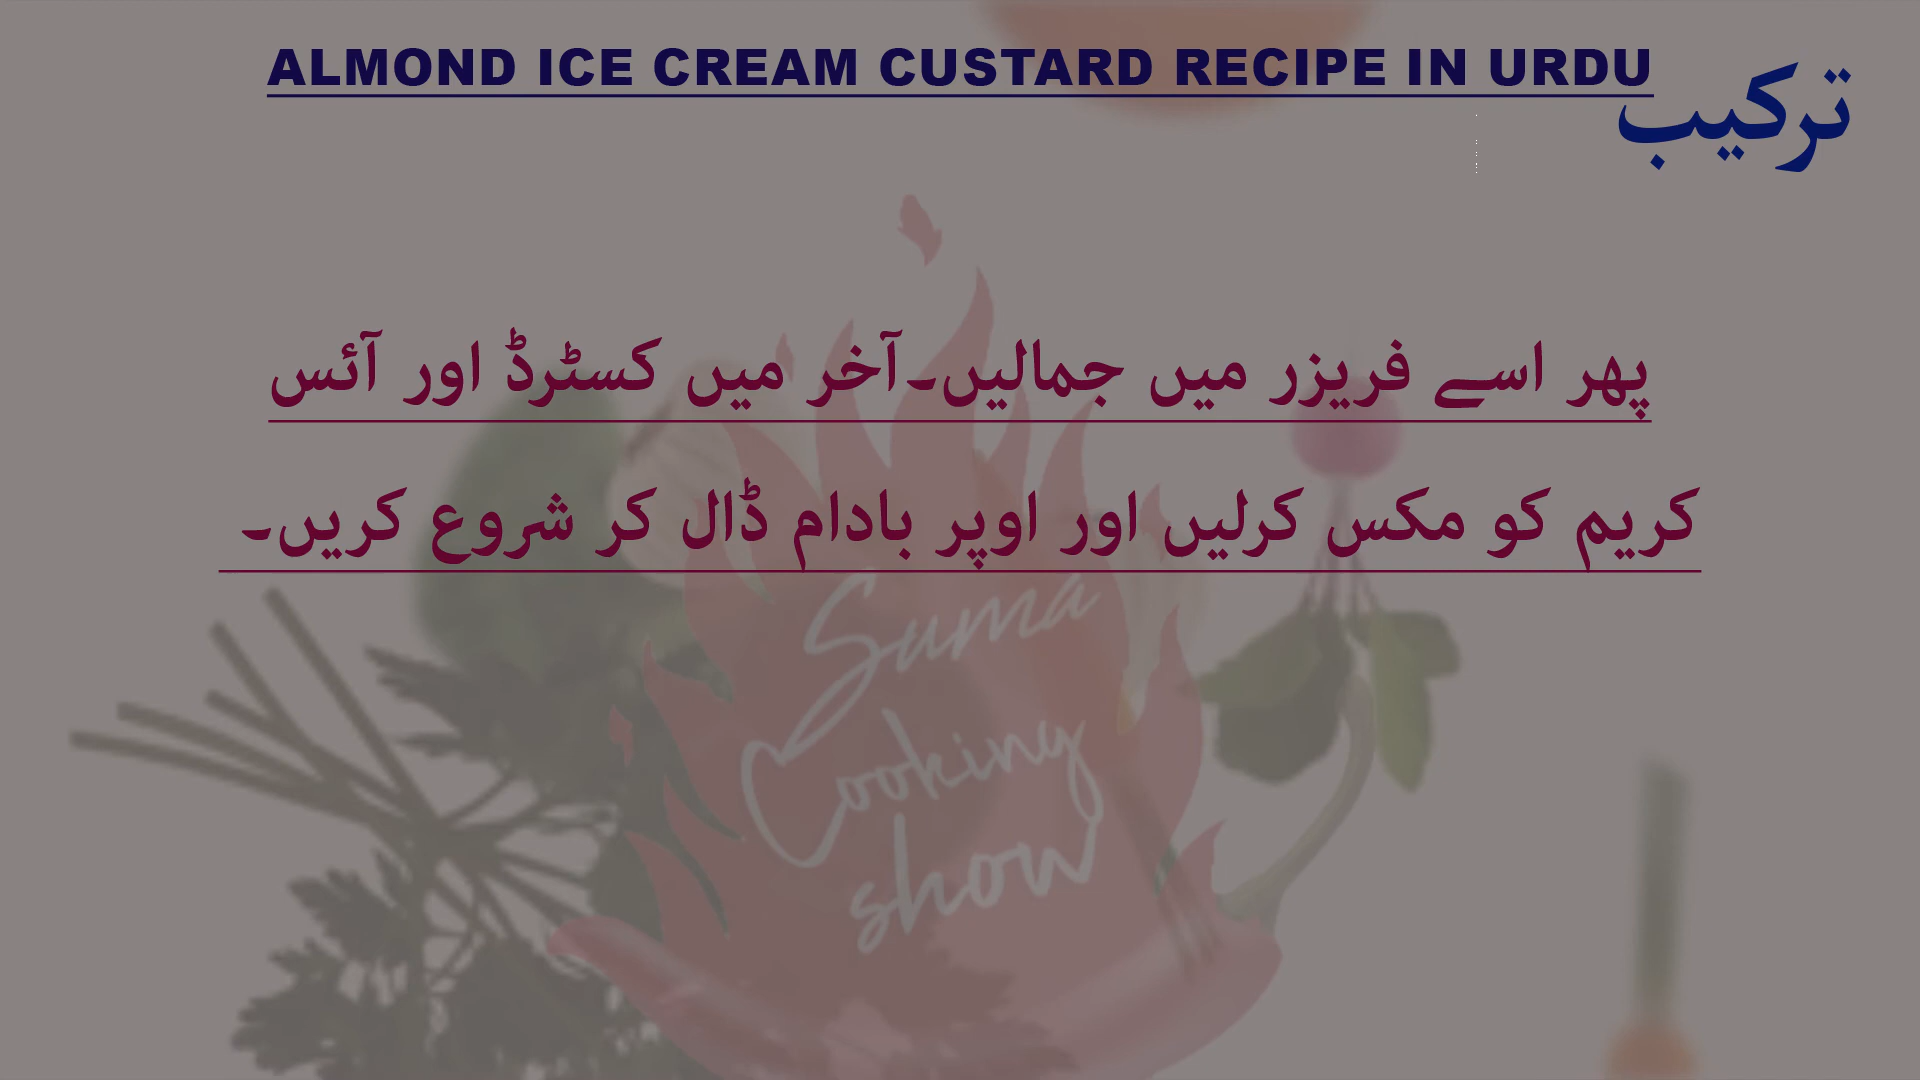 ALMOND ICE CREAM CUSTARD RECIPE IN URDU
ترکیب
پھر اسے فریزر میں جمالیں۔آخر میں کسٹرڈ اور آئس
کریم کو مکس کرلیں اور اوپر بادام ڈال کر شروع کریں۔
Suma
Cooking
show